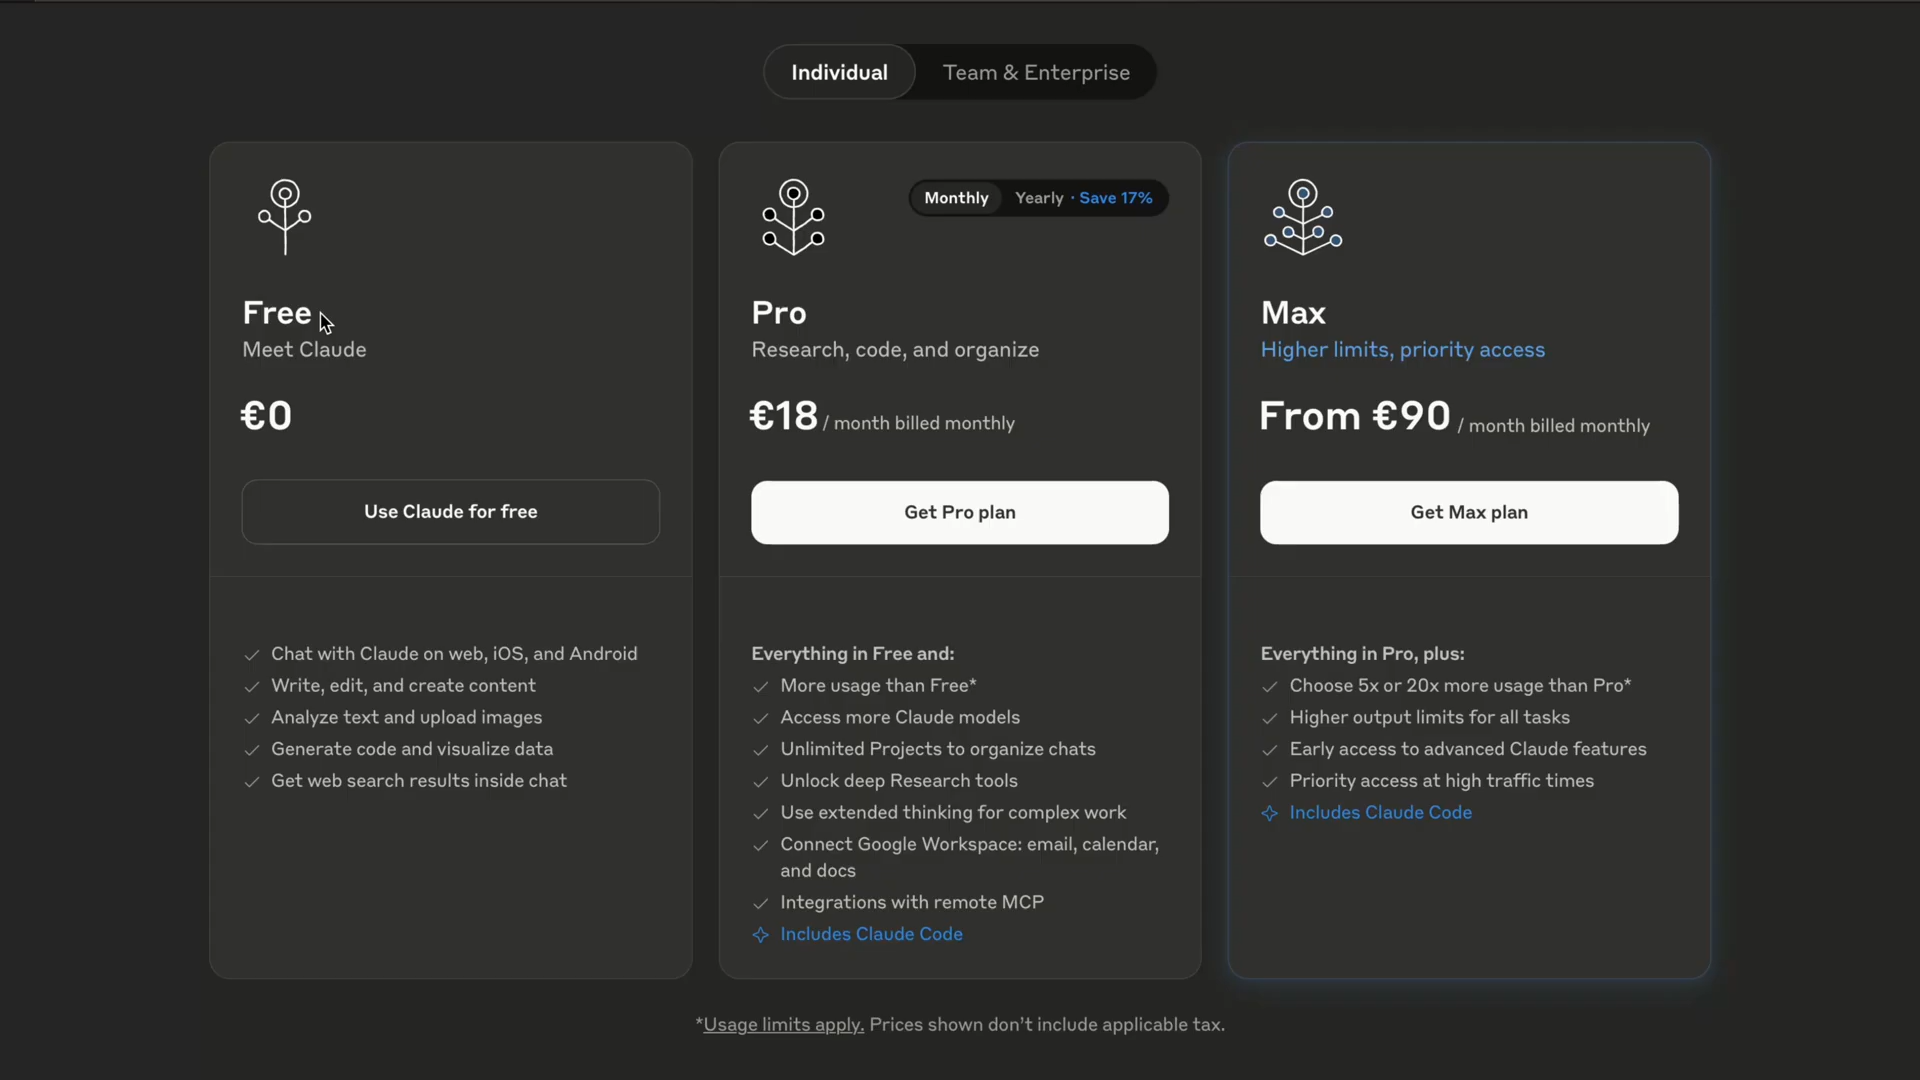 Individual
Team & Enterprise
Free
Meet Claude
€0
Use Claude for free
Chat with Claude on web, iOS, and Android
Write, edit, and create content
Analyze text and upload images
Generate code and visualize data
Get web search results inside chat
Monthly
Yearly · Save 17%
Pro
Research, code, and organize
€18 / month billed monthly
Get Pro plan
Everything in Free and:
More usage than Free*
Access more Claude models
Unlimited Projects to organize chats
Unlock deep Research tools
Use extended thinking for complex work
Connect Google Workspace: email, calendar,
and docs
Integrations with remote MCP
Includes Claude Code
Max
Higher limits, priority access
From €90 / month billed monthly
Get Max plan
Everything in Pro, plus:
Choose 5x or 20x more usage than Pro*
Higher output limits for all tasks
Early access to advanced Claude features
Priority access at high traffic times
Includes Claude Code
*Usage limits apply. Prices shown don't include applicable tax.